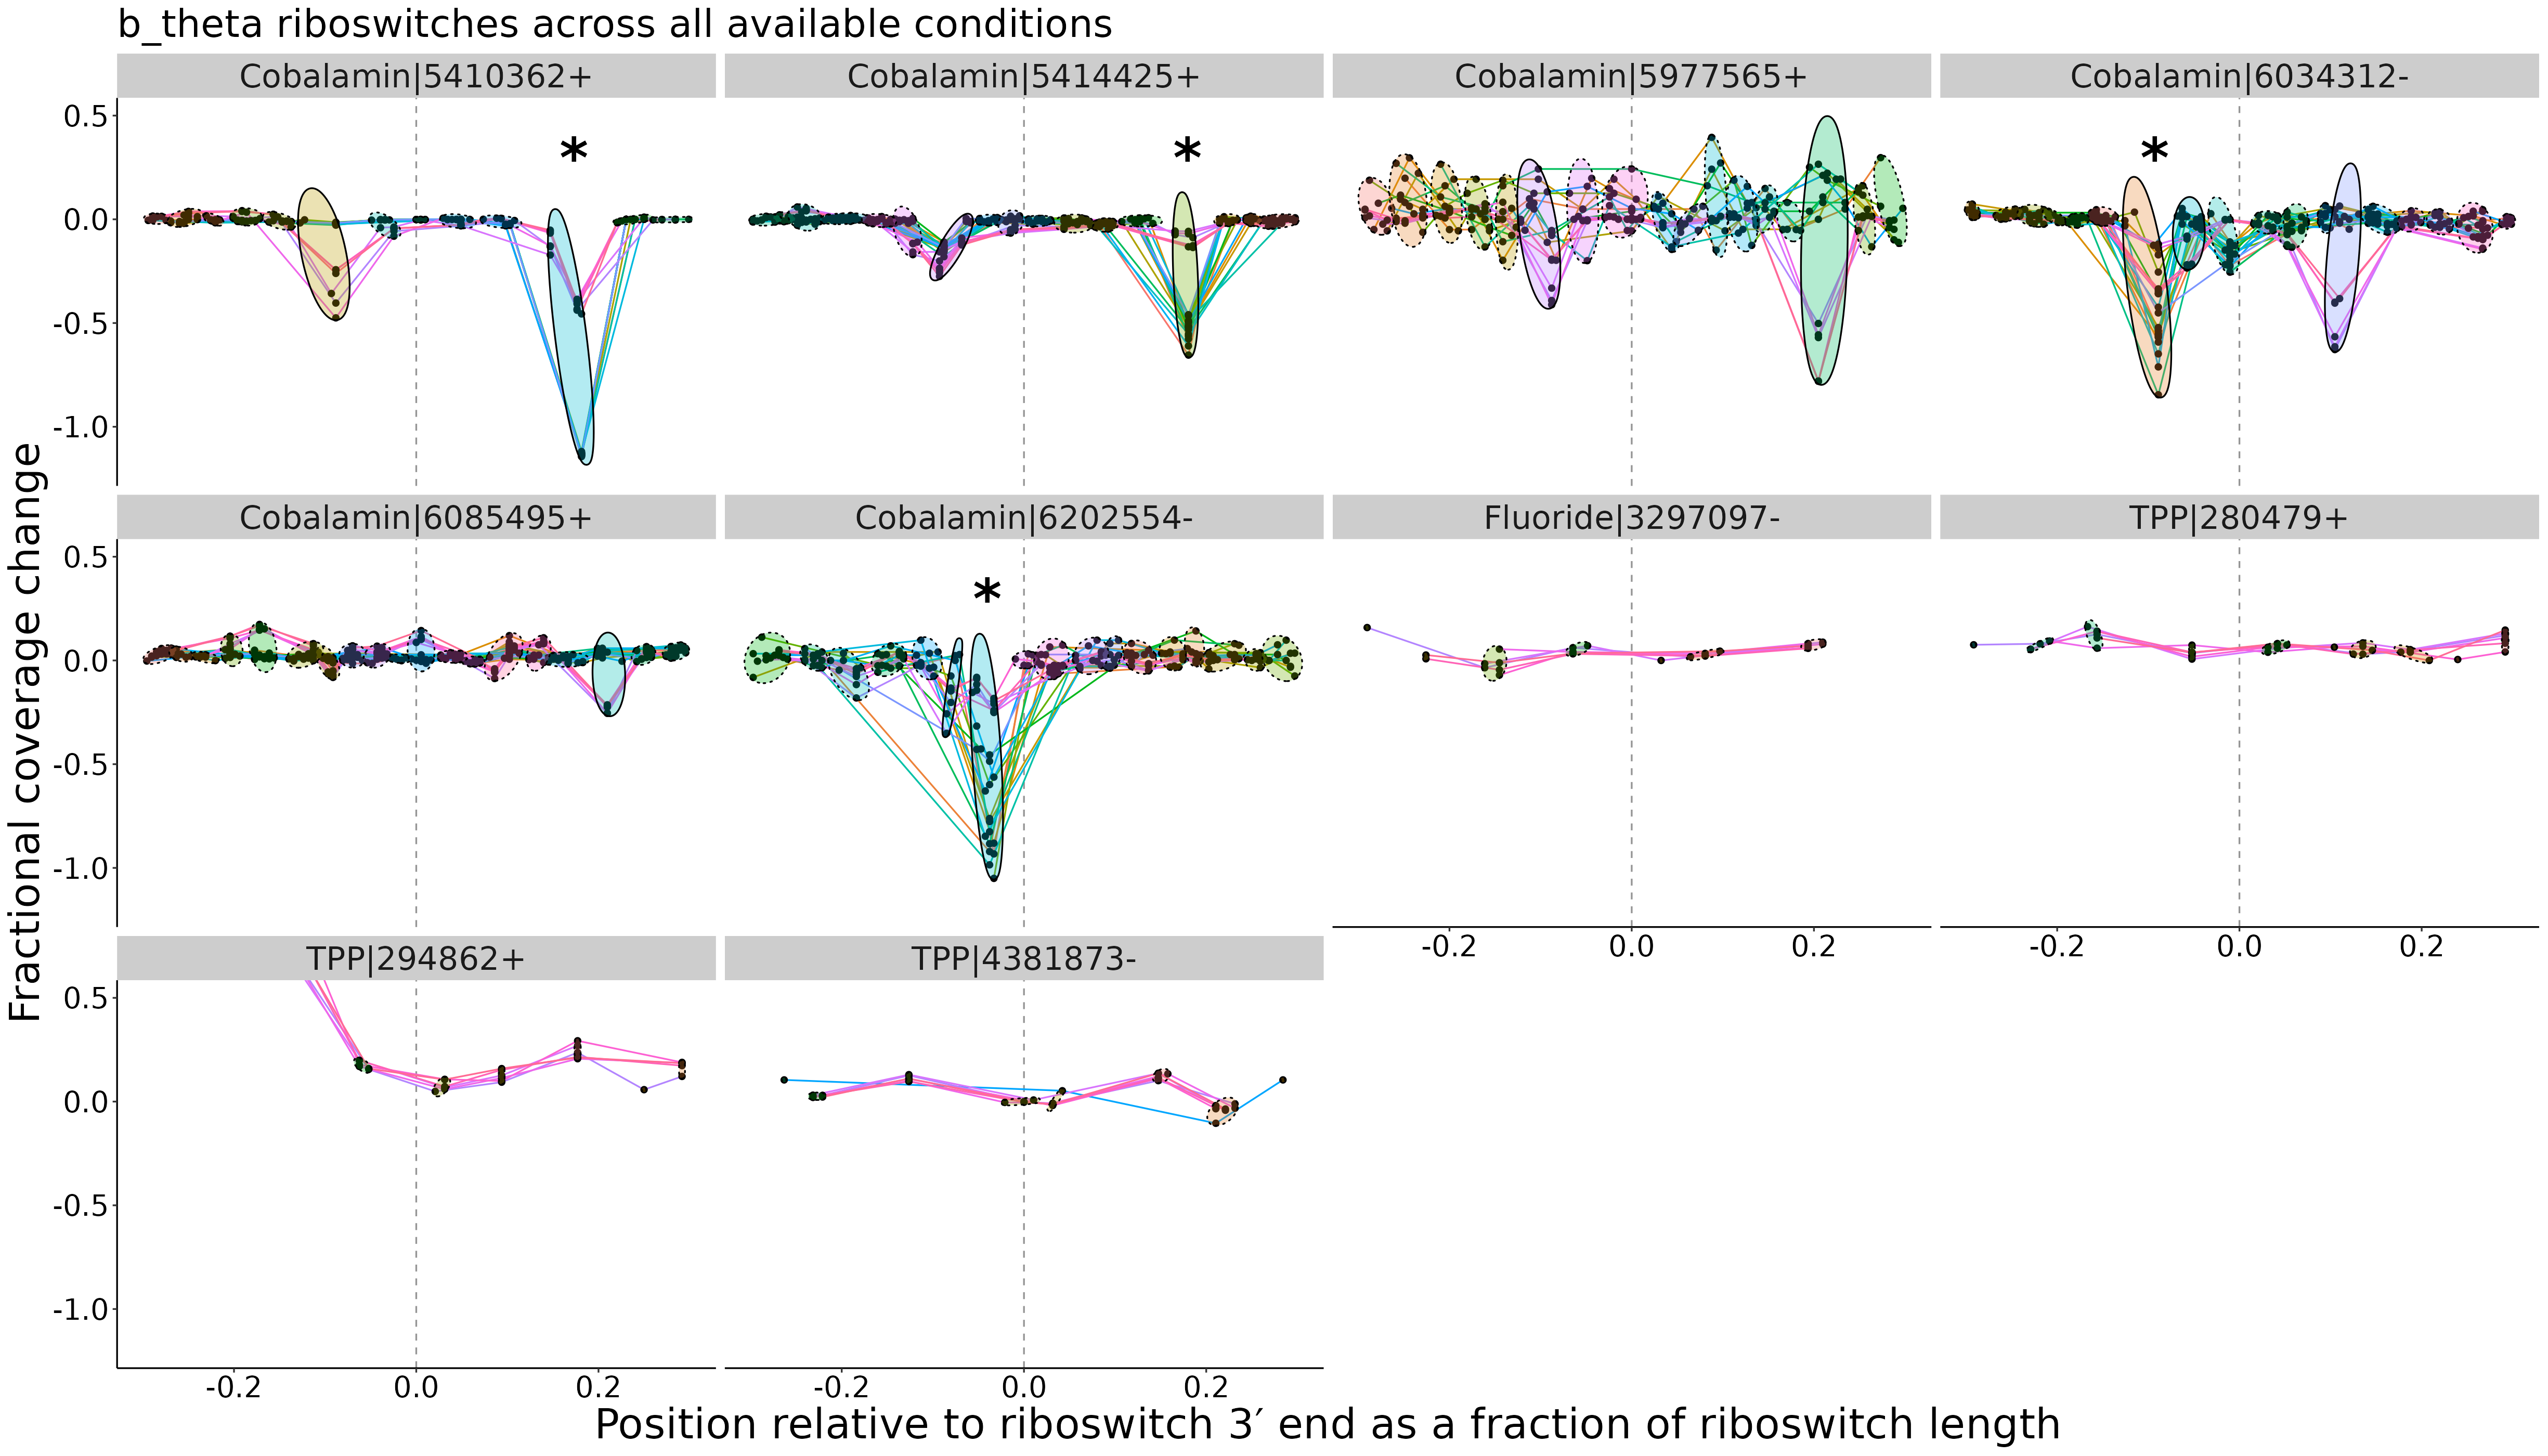 b_theta riboswitches across all available conditions
Cobalamin|5410362+
Cobalamin|5414425+
Cobalamin|5977565+
Cobalamin|6034312-
0.5
0.0
-0.5
-1.0
*
*
*
Cobalamin|6085495+
Cobalamin|6202554-
Fluoride|3297097-
TPP|280479+
0.5
0.0
-0.5
-1.0
*
-0.2 0.0 0.2
-0.2 0.0 0.2
TPP|294862+
TPP|4381873-
0.5
0.0
-0.5
-1.0
-0.2 0.0 0.2
-0.2 0.0 0.2
Fractional coverage change
Position relative to riboswitch 3′ end as a fraction of riboswitch length